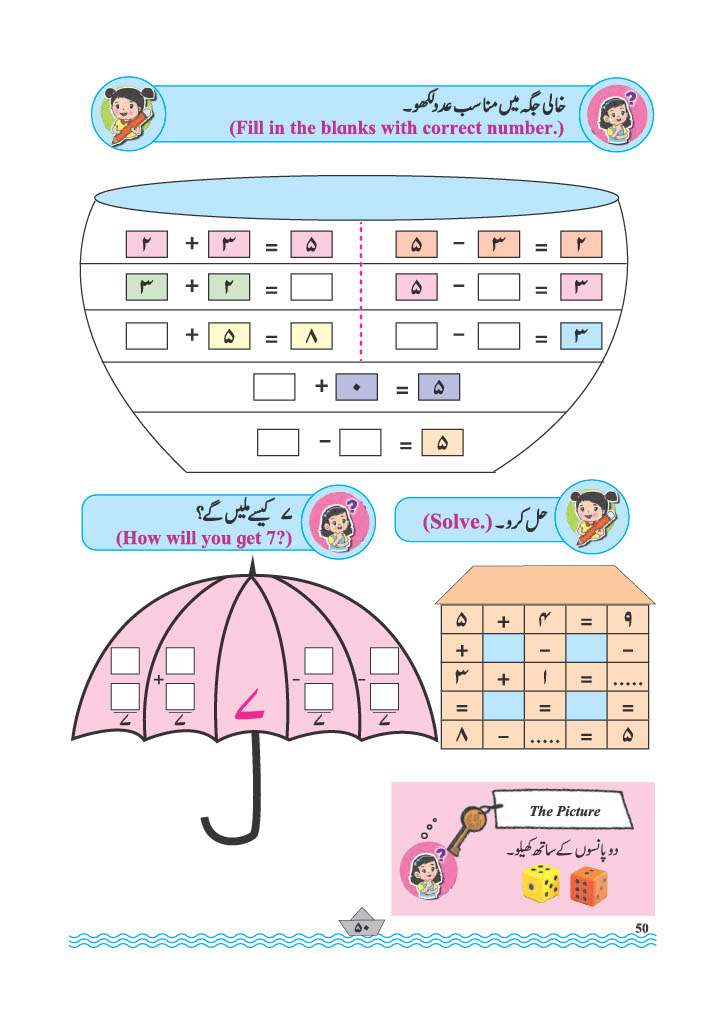 خالی جگہ میں مناسب عدد لکھو۔
(Fill in the blanks with correct number.)
۲ + ۳ = ۵
۵ − ۳ = ۲
۳ + ۲ =
۵ − = ۳
+ ۵ = ۸
− = ۳
+ ۰ = ۵
− = ۵
۷ کیسے ملیں گے؟
(How will you get 7?)
حل کرو۔ (Solve.)
+ − −
۷ ۷ ۷ ۷ ۷
۵ + ۴ = ۹
+ − −
۳ + ۱ = .....
= = =
۸ − ..... = ۵
The Picture
دو پانسوں کے ساتھ کھیلو۔
?
۵۰
50